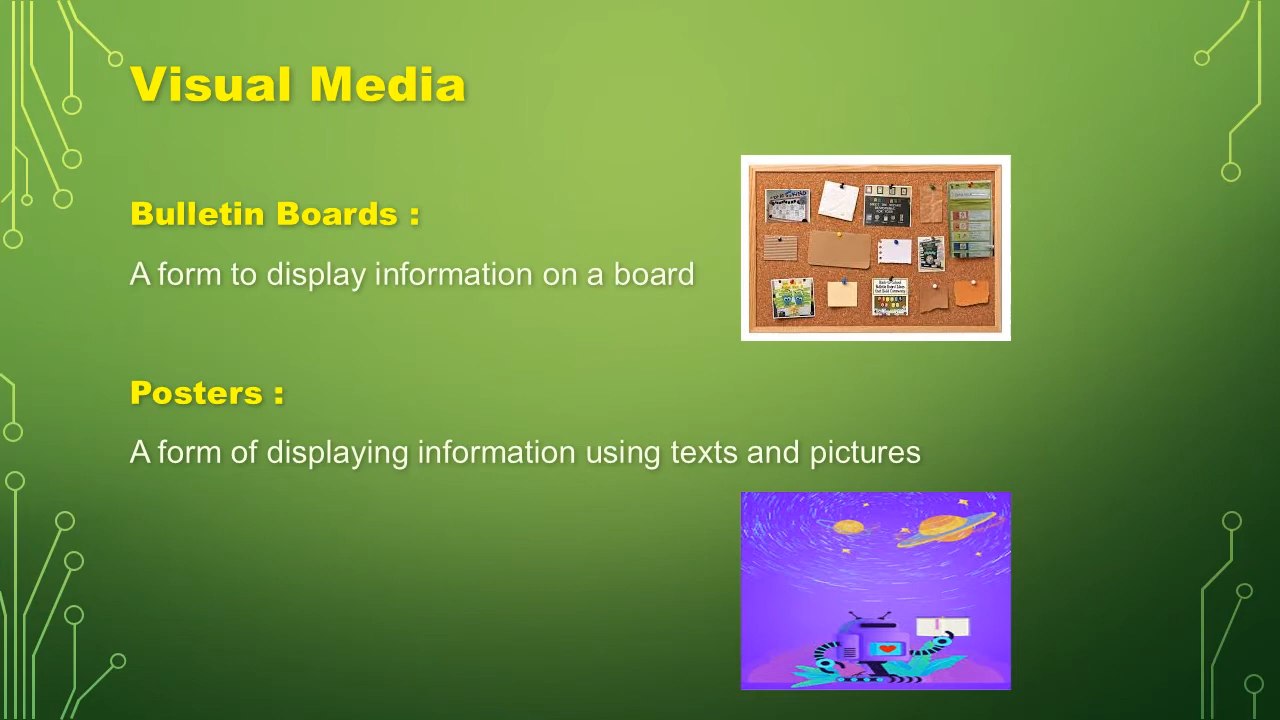 Visual Media
Bulletin Boards :
A form to display information on a board
Posters :
A form of displaying information using texts and pictures